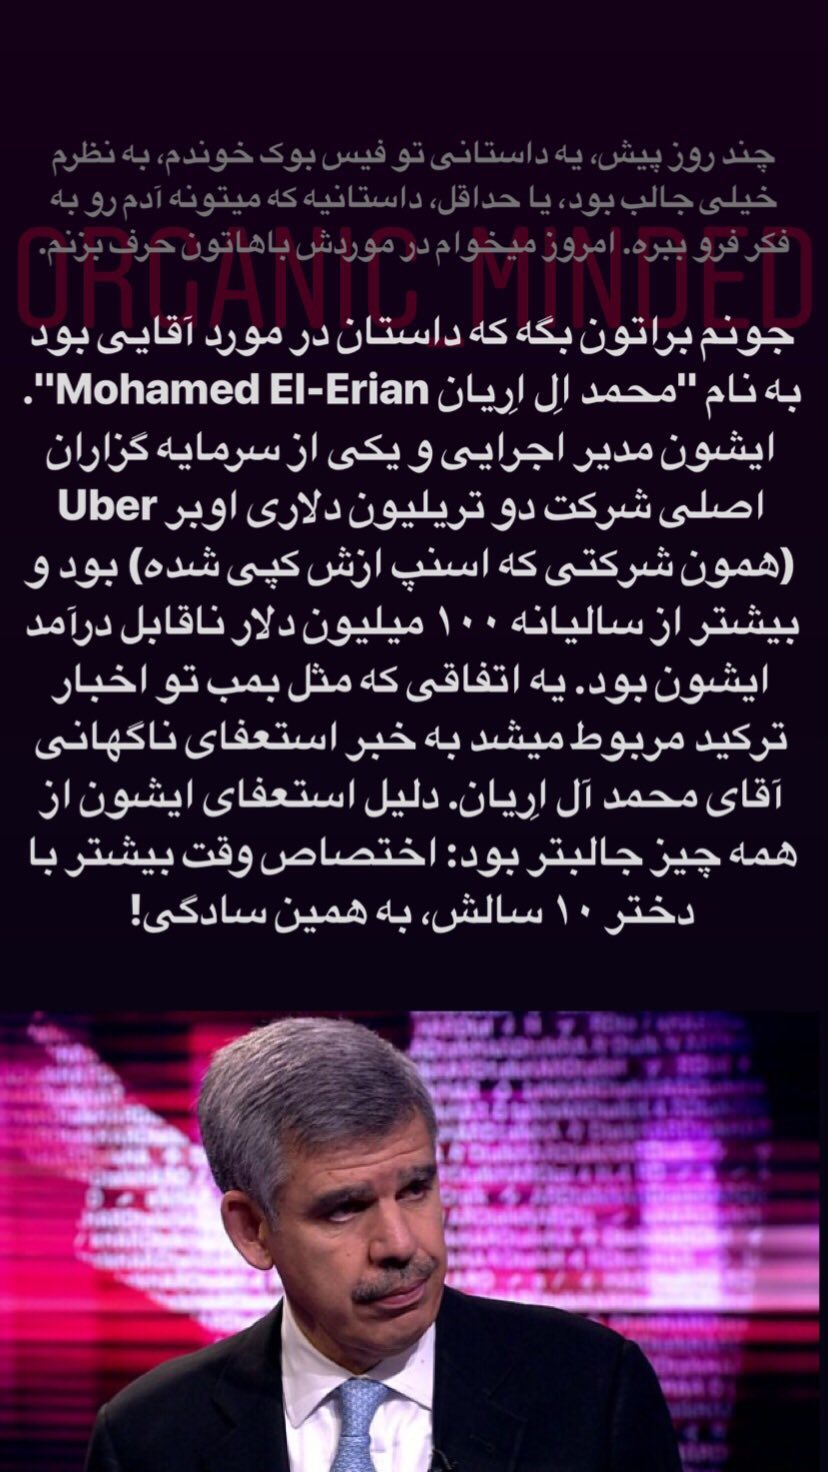 چند روز پیش، یه داستانی تو فیس بوک خوندم، به نظرم
خیلی جالب بود، یا حداقل، داستانیه که میتونه آدم رو به
فکر فرو ببره. امروز میخوام در موردش باهاتون حرف بزنم.
ORGANIC_MINDED
جونم براتون بگه که داستان در مورد آقایی بود
به نام "محمد اِل اِریان Mohamed El-Erian".
ایشون مدیر اجرایی و یکی از سرمایه گزاران
اصلی شرکت دو تریلیون دلاری اوبر Uber
(همون شرکتی که اسنپ ازش کپی شده) بود و
بیشتر از سالیانه ۱۰۰ میلیون دلار ناقابل درآمد
ایشون بود. یه اتفاقی که مثل بمب تو اخبار
ترکید مربوط میشد به خبر استعفای ناگهانی
آقای محمد آل اِریان. دلیل استعفای ایشون از
همه چیز جالبتر بود: اختصاص وقت بیشتر با
دختر ۱۰ سالش، به همین سادگی!